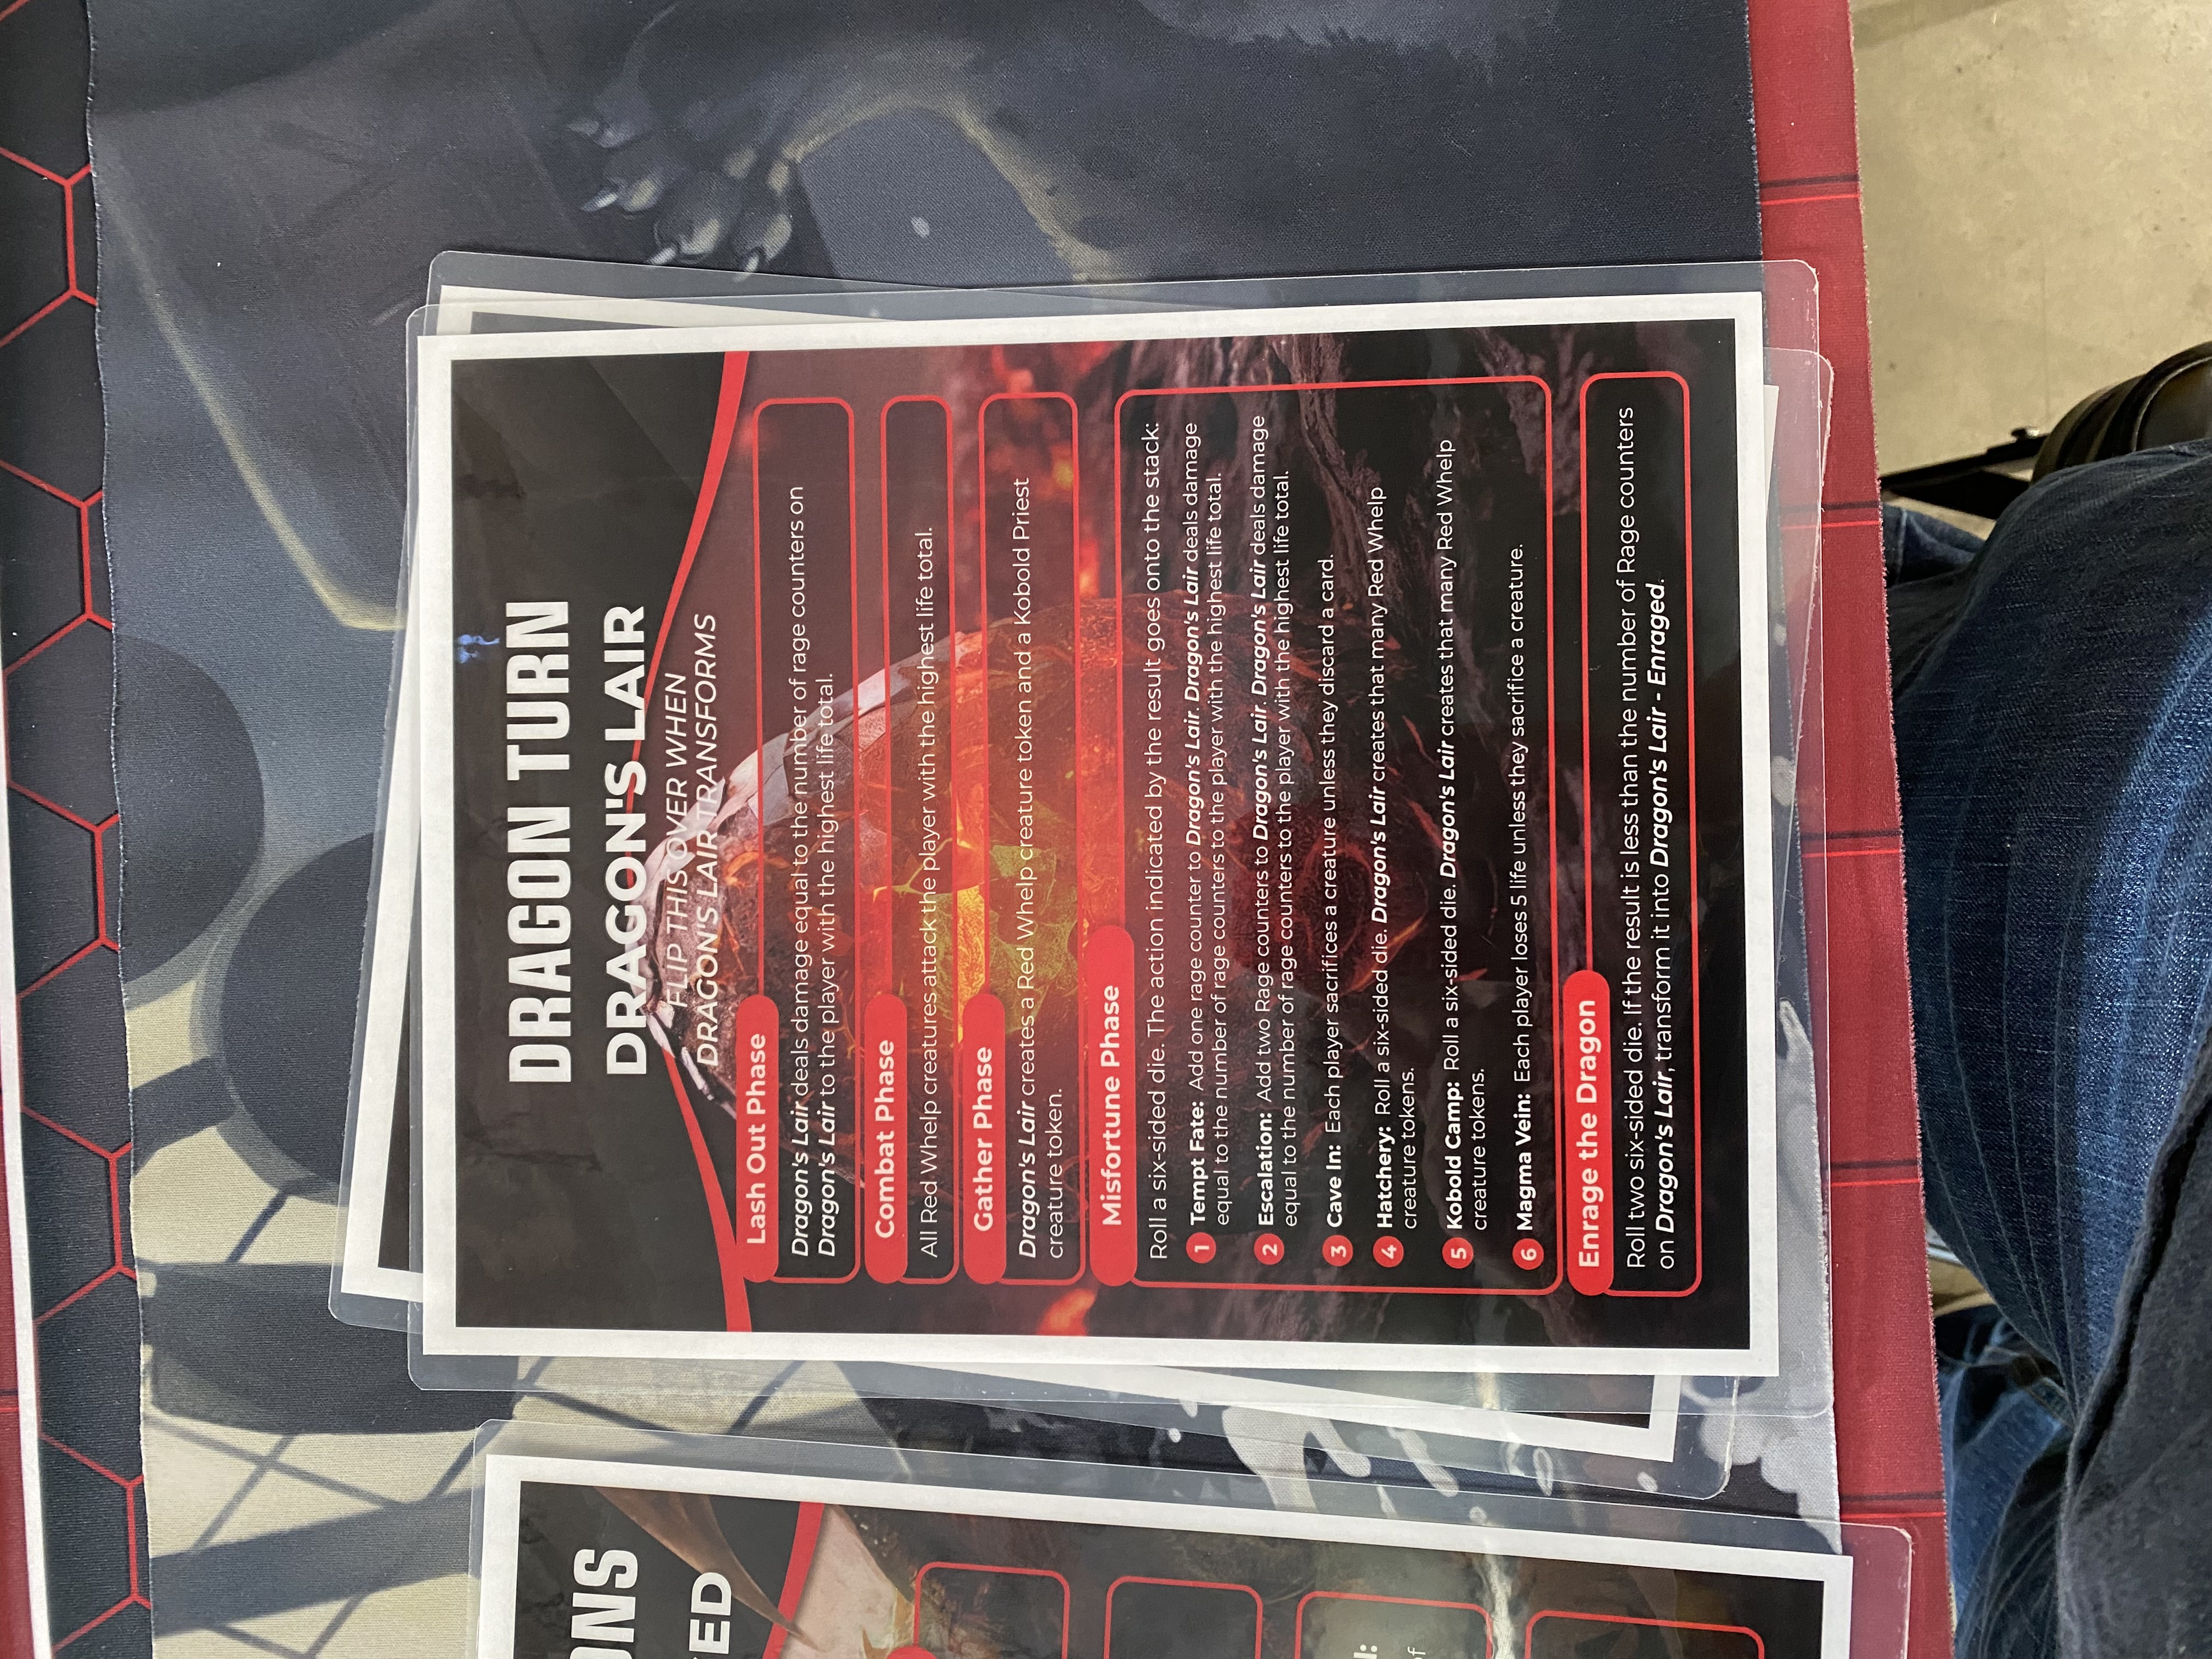 ONS
ED
l:
of
DRAGON TURN
DRAGON'S LAIR
FLIP THIS OVER WHEN
DRAGON'S LAIR TRANSFORMS
Lash Out Phase
Dragon's Lair deals damage equal to the number of rage counters on
Dragon's Lair to the player with the highest life total.
Combat Phase
All Red Whelp creatures attack the player with the highest life total.
Gather Phase
Dragon's Lair creates a Red Whelp creature token and a Kobold Priest
creature token.
Misfortune Phase
Roll a six-sided die. The action indicated by the result goes onto the stack:
1 Tempt Fate: Add one rage counter to Dragon's Lair. Dragon's Lair deals damage
equal to the number of rage counters to the player with the highest life total.
2 Escalation: Add two Rage counters to Dragon's Lair. Dragon's Lair deals damage
equal to the number of rage counters to the player with the highest life total.
3 Cave In: Each player sacrifices a creature unless they discard a card.
4 Hatchery: Roll a six-sided die. Dragon's Lair creates that many Red Whelp
creature tokens.
5 Kobold Camp: Roll a six-sided die. Dragon's Lair creates that many Red Whelp
creature tokens.
6 Magma Vein: Each player loses 5 life unless they sacrifice a creature.
Enrage the Dragon
Roll two six-sided die. If the result is less than the number of Rage counters
on Dragon's Lair, transform it into Dragon's Lair - Enraged.